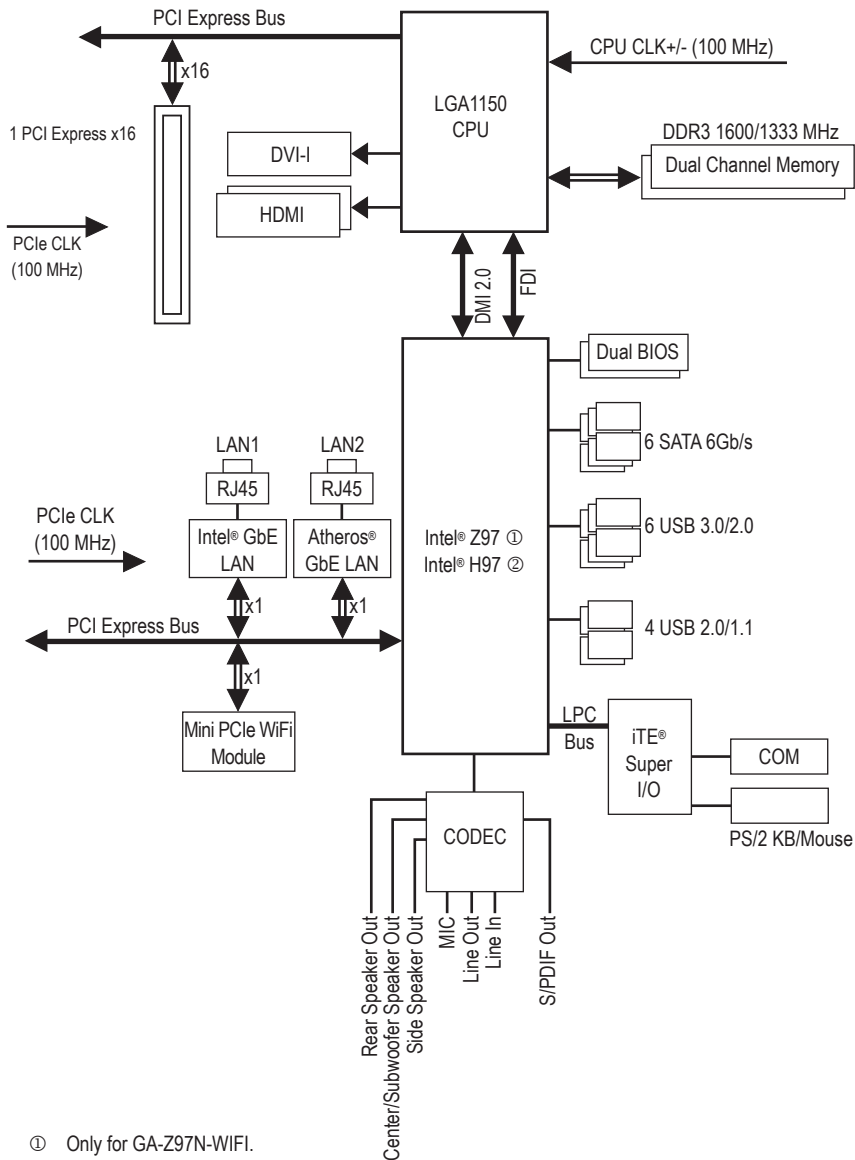 PCI Express Bus
CPU CLK+/- (100 MHz)
x16
LGA1150
CPU
1 PCI Express x16
DDR3 1600/1333 MHz
DVI-I
Dual Channel Memory
HDMI
PCIe CLK
(100 MHz)
DMI 2.0
FDI
Dual BIOS
LAN1
LAN2
6 SATA 6Gb/s
RJ45
RJ45
PCIe CLK
(100 MHz)
Intel® GbE
LAN
Atheros®
GbE LAN
Intel® Z97 ①
Intel® H97 ②
6 USB 3.0/2.0
x1
x1
PCI Express Bus
4 USB 2.0/1.1
x1
Mini PCIe WiFi
Module
LPC
Bus
iTE®
Super
I/O
COM
PS/2 KB/Mouse
CODEC
Rear Speaker Out
Center/Subwoofer Speaker Out
Side Speaker Out
MIC
Line Out
Line In
S/PDIF Out
① Only for GA-Z97N-WIFI.